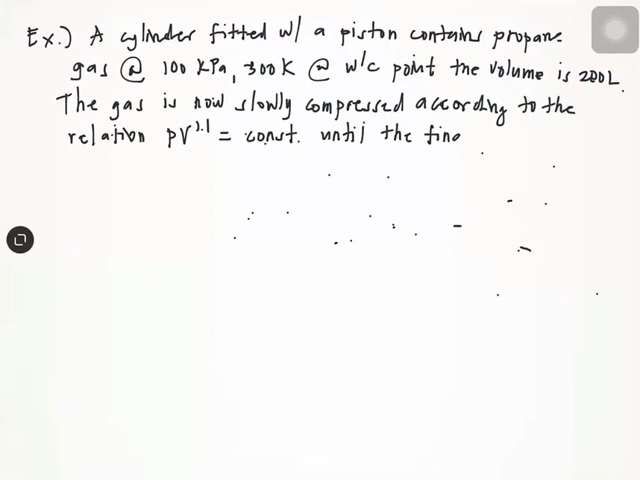 Ex.) A cylinder fitted w/ a piston contains propane
gas @ 100 kPa, 300K @ w/c point the volume is 200L.
The gas is now slowly compressed according to the
relation pV^1.1 = const. until the fina